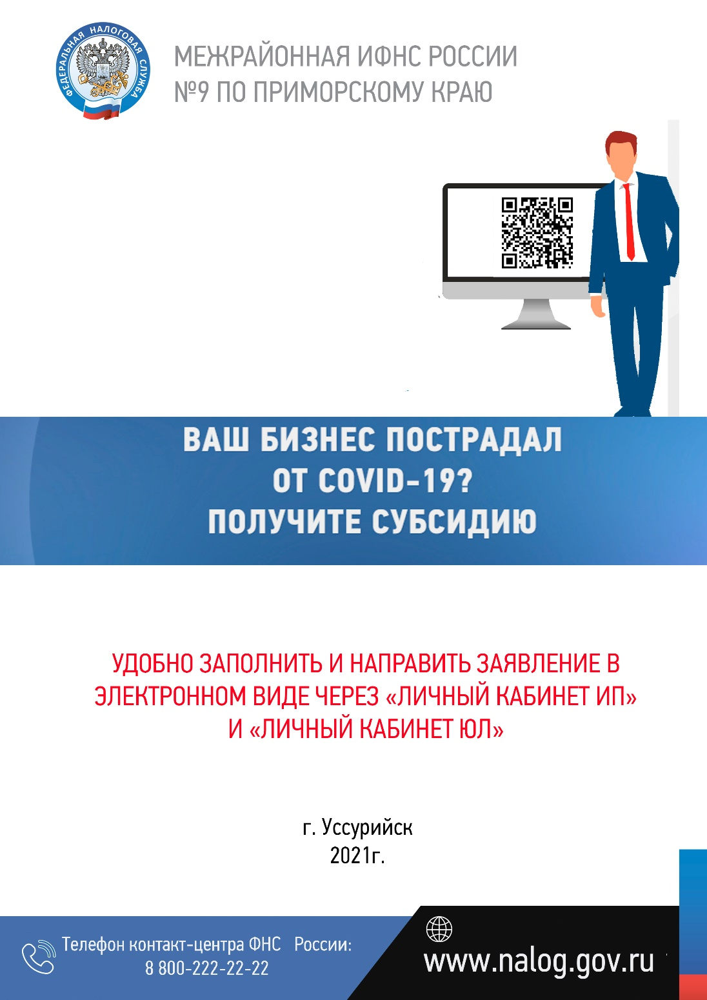 ФЕДЕРАЛЬНАЯ НАЛОГОВАЯ СЛУЖБА
МЕЖРАЙОННАЯ ИФНС РОССИИ
№9 ПО ПРИМОРСКОМУ КРАЮ
ВАШ БИЗНЕС ПОСТРАДАЛ
ОТ COVID-19?
ПОЛУЧИТЕ СУБСИДИЮ
УДОБНО ЗАПОЛНИТЬ И НАПРАВИТЬ ЗАЯВЛЕНИЕ В
ЭЛЕКТРОННОМ ВИДЕ ЧЕРЕЗ «ЛИЧНЫЙ КАБИНЕТ ИП»
И «ЛИЧНЫЙ КАБИНЕТ ЮЛ»
г. Уссурийск
2021г.
Телефон контакт-центра ФНС России:
8 800-222-22-22
www.nalog.gov.ru